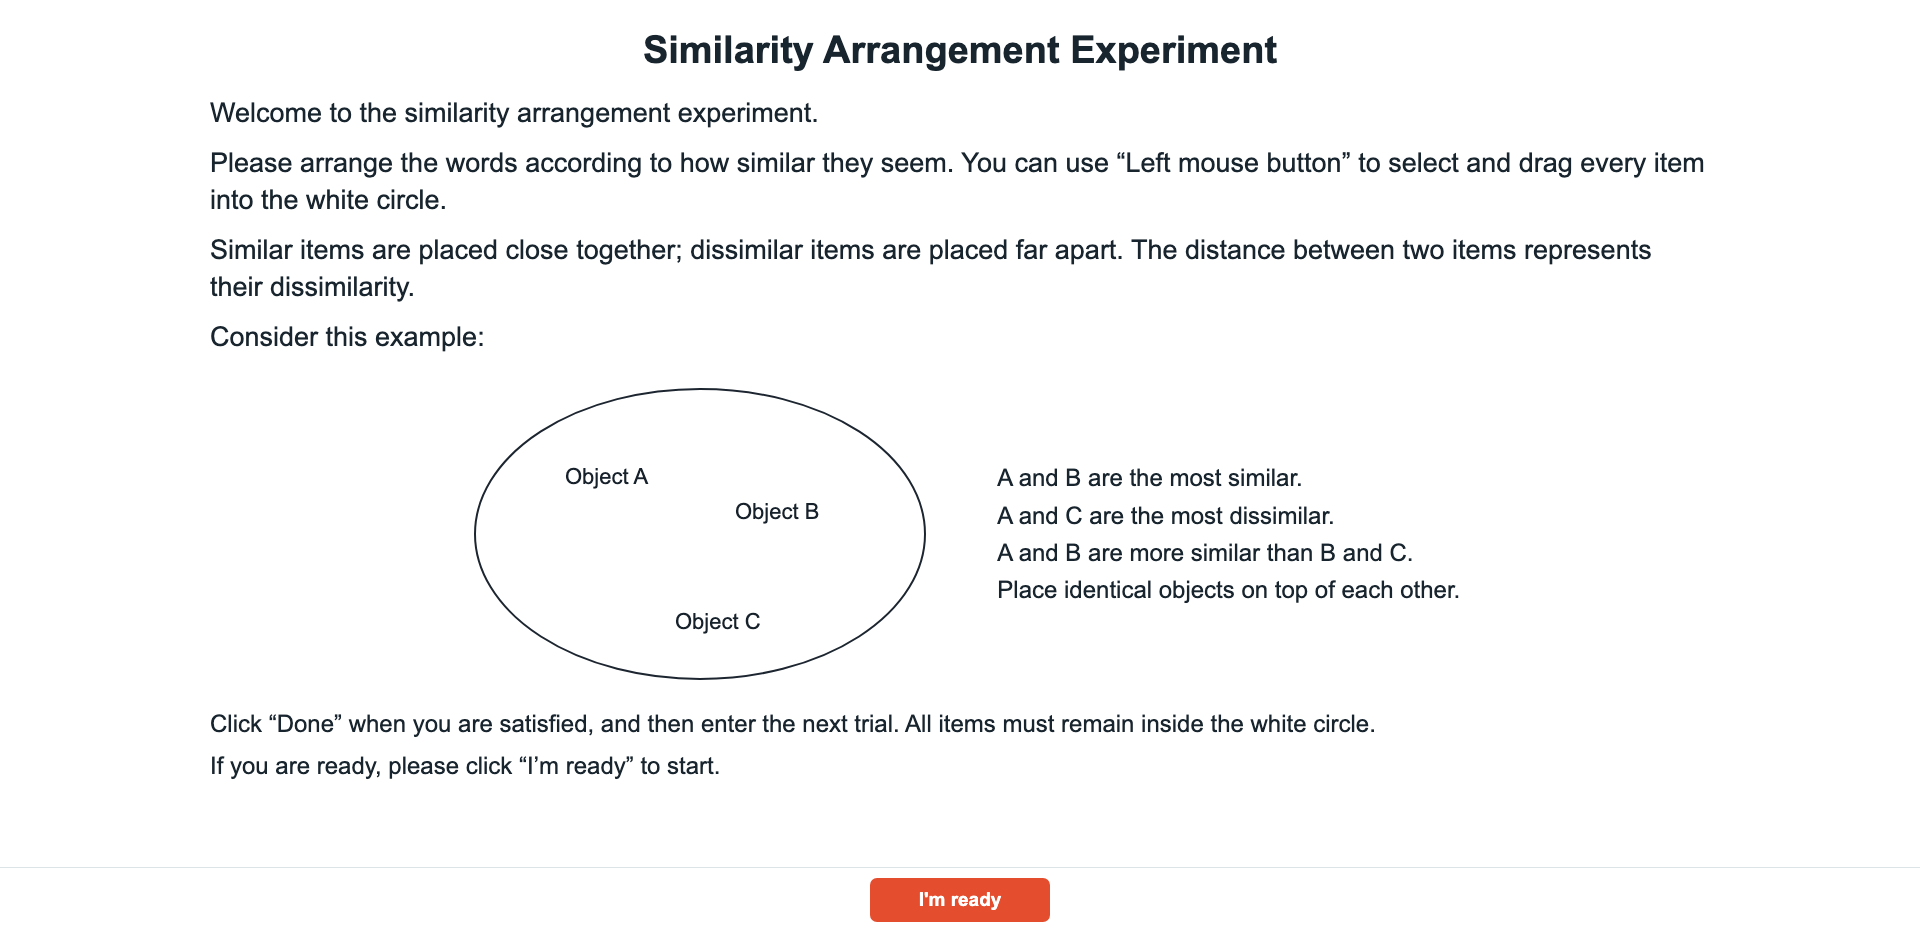 Similarity Arrangement Experiment
Welcome to the similarity arrangement experiment.
Please arrange the words according to how similar they seem. You can use “Left mouse button” to select and drag every item
into the white circle.
Similar items are placed close together; dissimilar items are placed far apart. The distance between two items represents
their dissimilarity.
Consider this example:
Object A
Object B
Object C
A and B are the most similar.
A and C are the most dissimilar.
A and B are more similar than B and C.
Place identical objects on top of each other.
Click “Done” when you are satisfied, and then enter the next trial. All items must remain inside the white circle.
If you are ready, please click “I’m ready” to start.
I'm ready